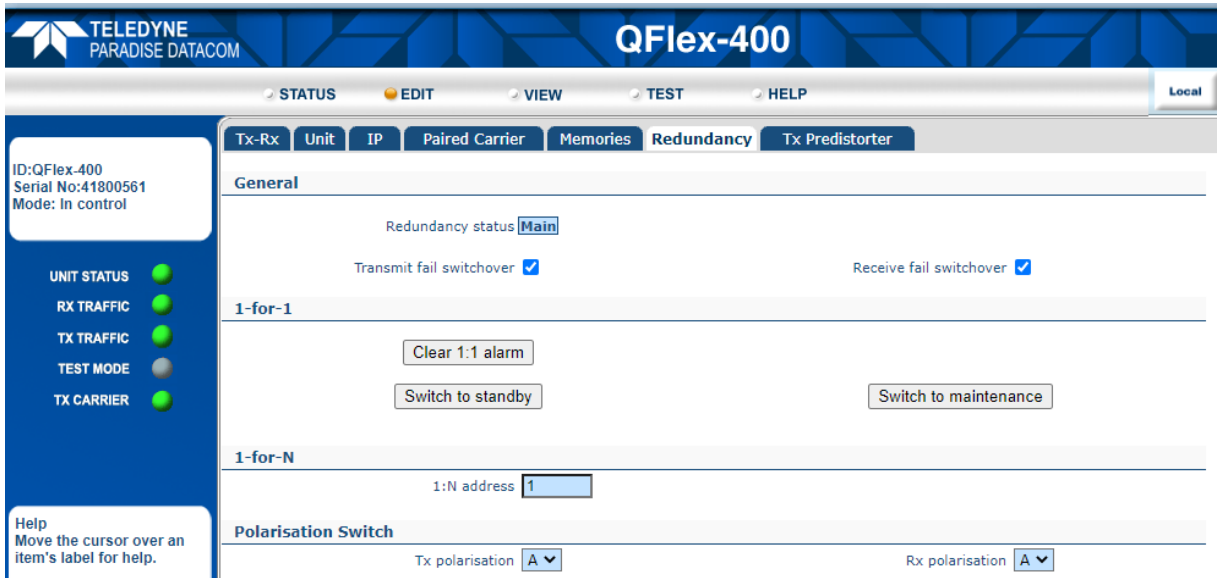 TELEDYNE
PARADISE DATACOM
QFlex-400
STATUS EDIT VIEW TEST HELP
Local
Tx-Rx Unit IP Paired Carrier Memories Redundancy Tx Predistorter
ID:QFlex-400
Serial No:41800561
Mode: In control
UNIT STATUS
RX TRAFFIC
TX TRAFFIC
TEST MODE
TX CARRIER
Help
Move the cursor over an
item's label for help.
General
Redundancy status Main
Transmit fail switchover Receive fail switchover
1-for-1
Clear 1:1 alarm
Switch to standby Switch to maintenance
1-for-N
1:N address 1
Polarisation Switch
Tx polarisation A Rx polarisation A